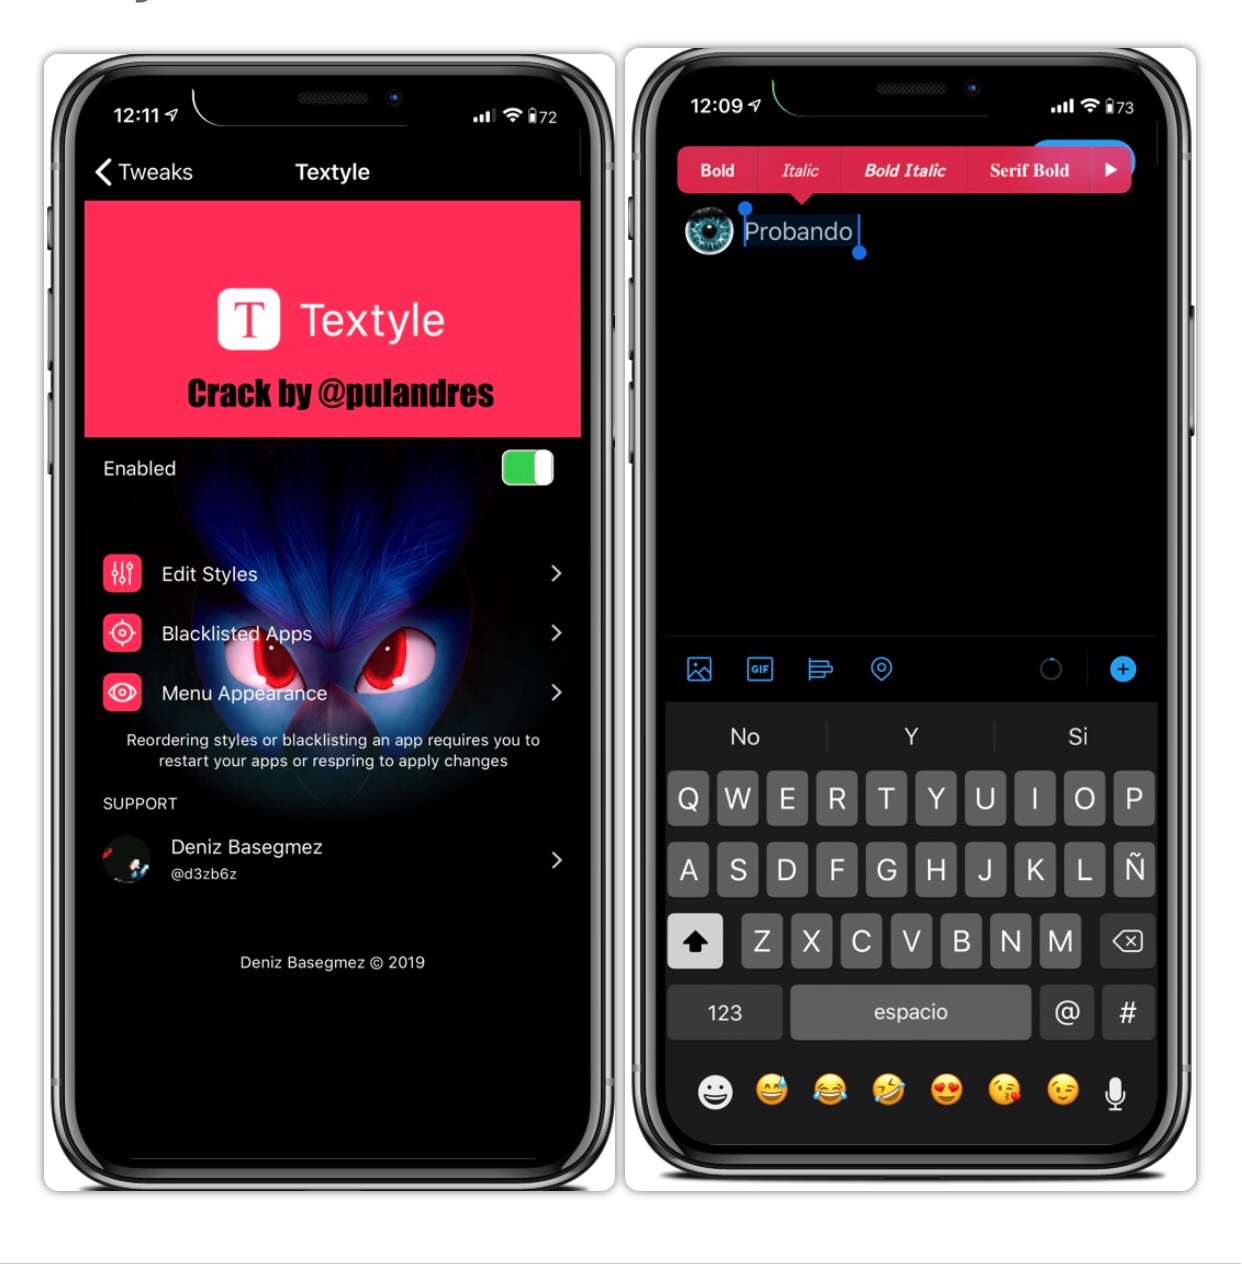 12:11
72
Tweaks
Textyle
T Textyle
Crack by @pulandres
Enabled
Edit Styles
Blacklisted Apps
Menu Appearance
Reordering styles or blacklisting an app requires you to
restart your apps or respring to apply changes
SUPPORT
Deniz Basegmez
@d3zb6z
Deniz Basegmez © 2019
12:09
73
Bold Italic Bold Italic Serif Bold
Probando
GIF
No Y Si
Q W E R T Y U I O P
A S D F G H J K L Ñ
Z X C V B N M
123 espacio @ #